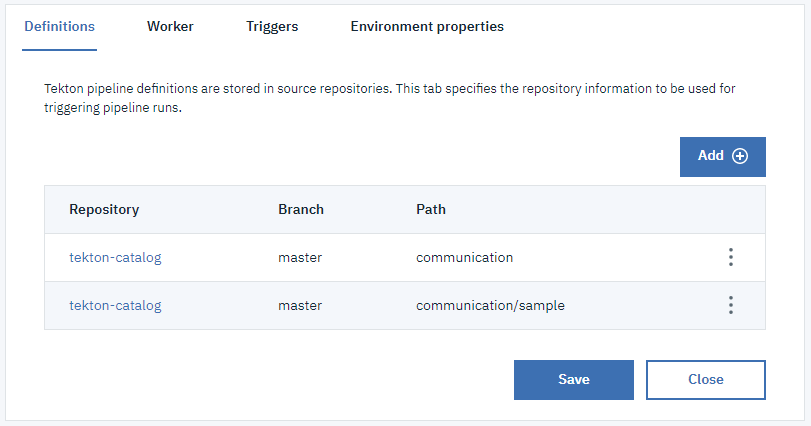 Definitions Worker Triggers Environment properties
Tekton pipeline definitions are stored in source repositories. This tab specifies the repository information to be used for
triggering pipeline runs.
Add
Repository Branch Path
tekton-catalog master communication
tekton-catalog master communication/sample
Save Close